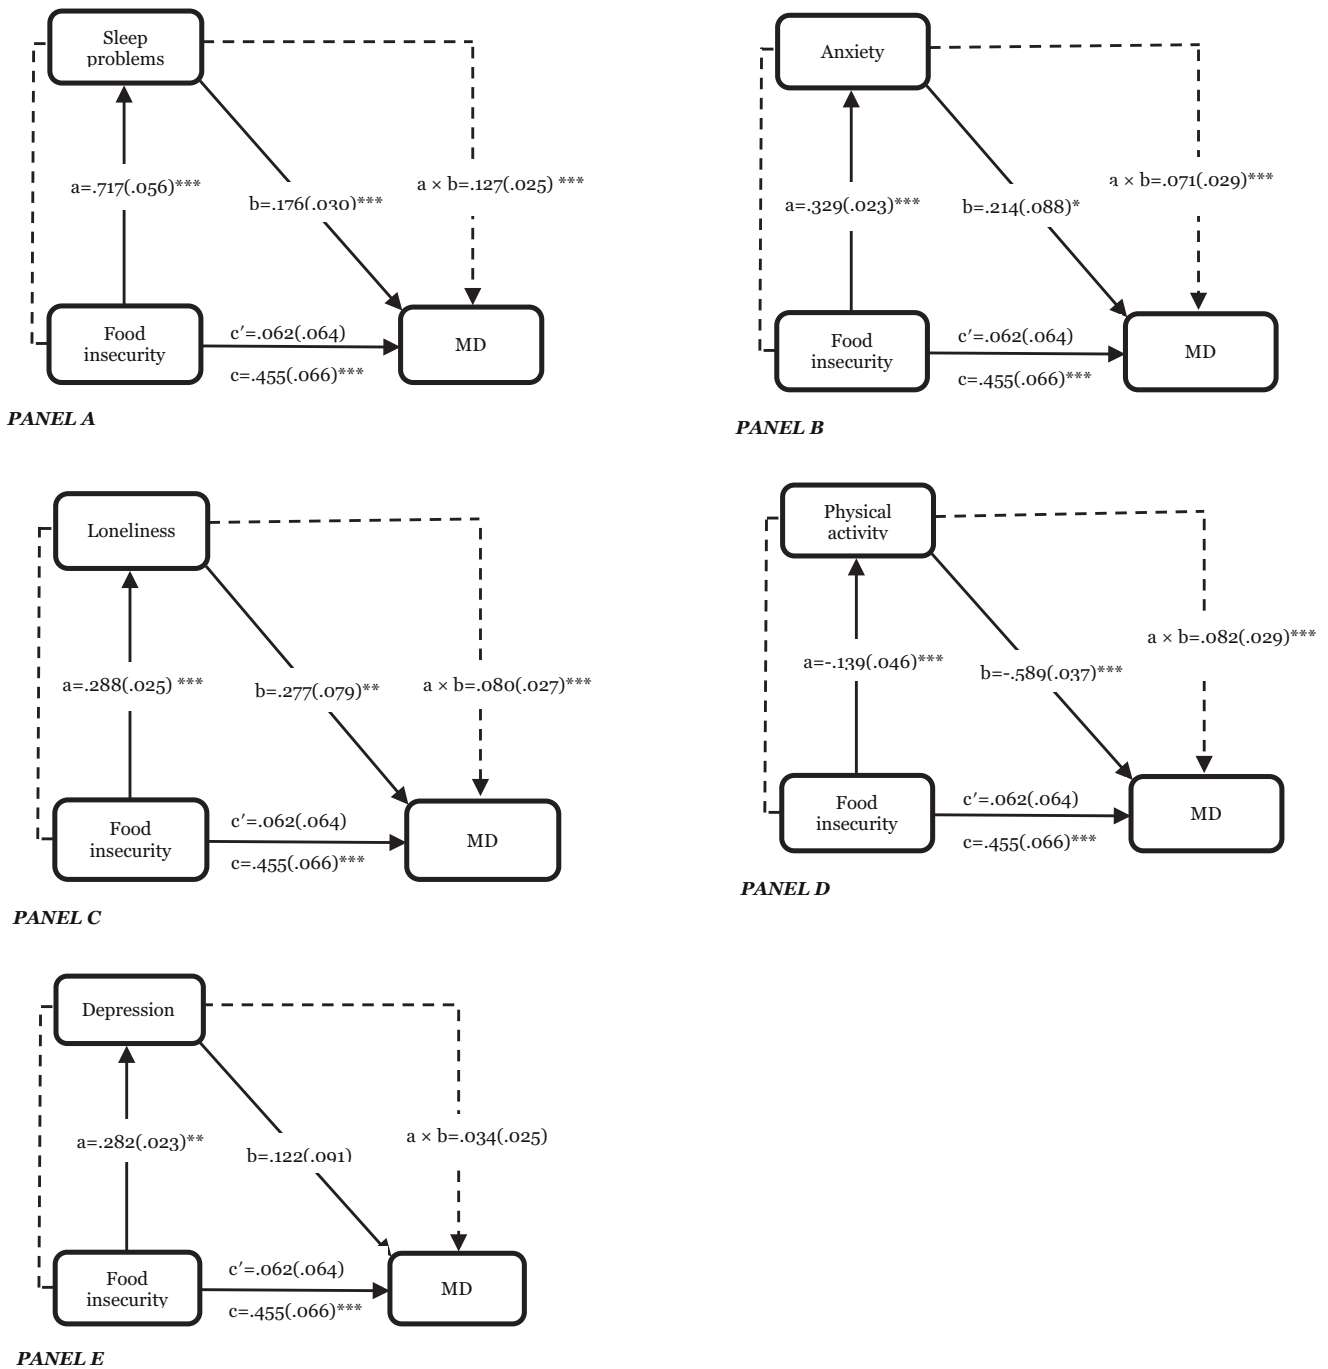 Sleep
problems
a=.717(.056)***
b=.176(.030)***
a × b=.127(.025) ***
Food
insecurity
c′=.062(.064)
c=.455(.066)***
MD
PANEL A
Anxiety
a=.329(.023)***
b=.214(.088)*
a × b=.071(.029)***
Food
insecurity
c′=.062(.064)
c=.455(.066)***
MD
PANEL B
Loneliness
a=.288(.025) ***
b=.277(.079)**
a × b=.080(.027)***
Food
insecurity
c′=.062(.064)
c=.455(.066)***
MD
PANEL C
Physical
activity
a=-.139(.046)***
b=-.589(.037)***
a × b=.082(.029)***
Food
insecurity
c′=.062(.064)
c=.455(.066)***
MD
PANEL D
Depression
a=.282(.023)**
b=.122(.091)
a × b=.034(.025)
Food
insecurity
c′=.062(.064)
c=.455(.066)***
MD
PANEL E